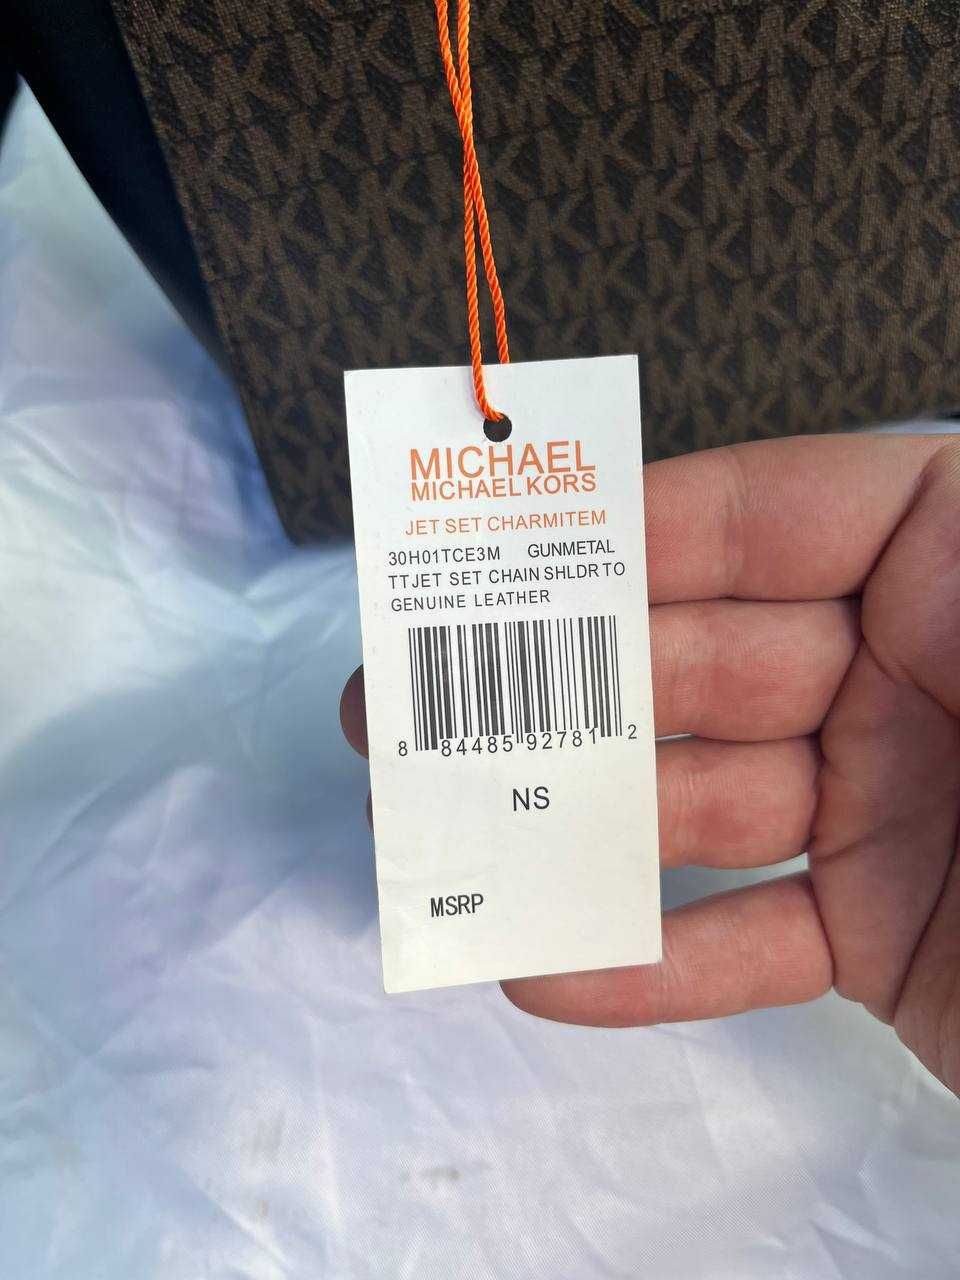 MICHAEL
MICHAEL KORS
JET SET CHARMITEM
30H01TCE3M GUNMETAL
TTJET SET CHAIN SHLDR TO
GENUINE LEATHER
8 84485 92781 2
NS
MSRP